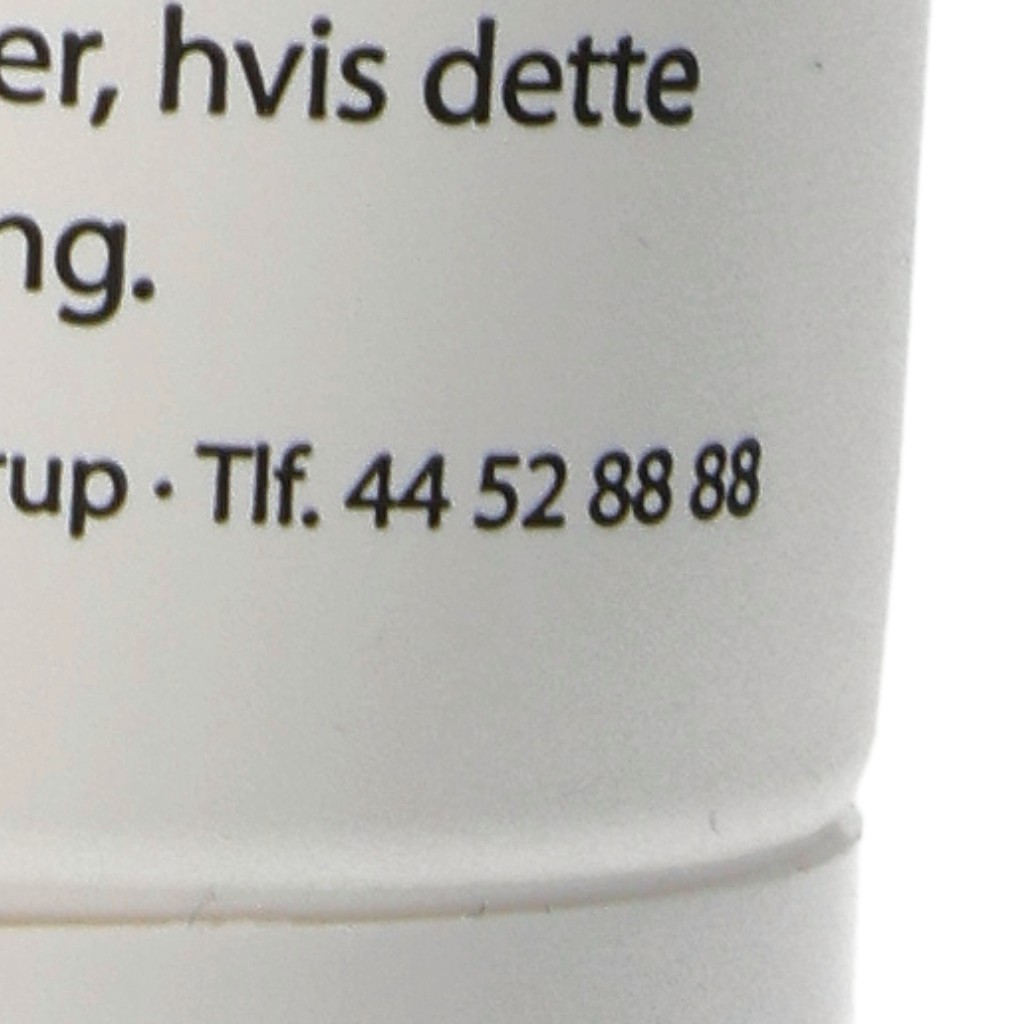 er, hvis dette
ng.
rup · Tlf. 44 52 88 88